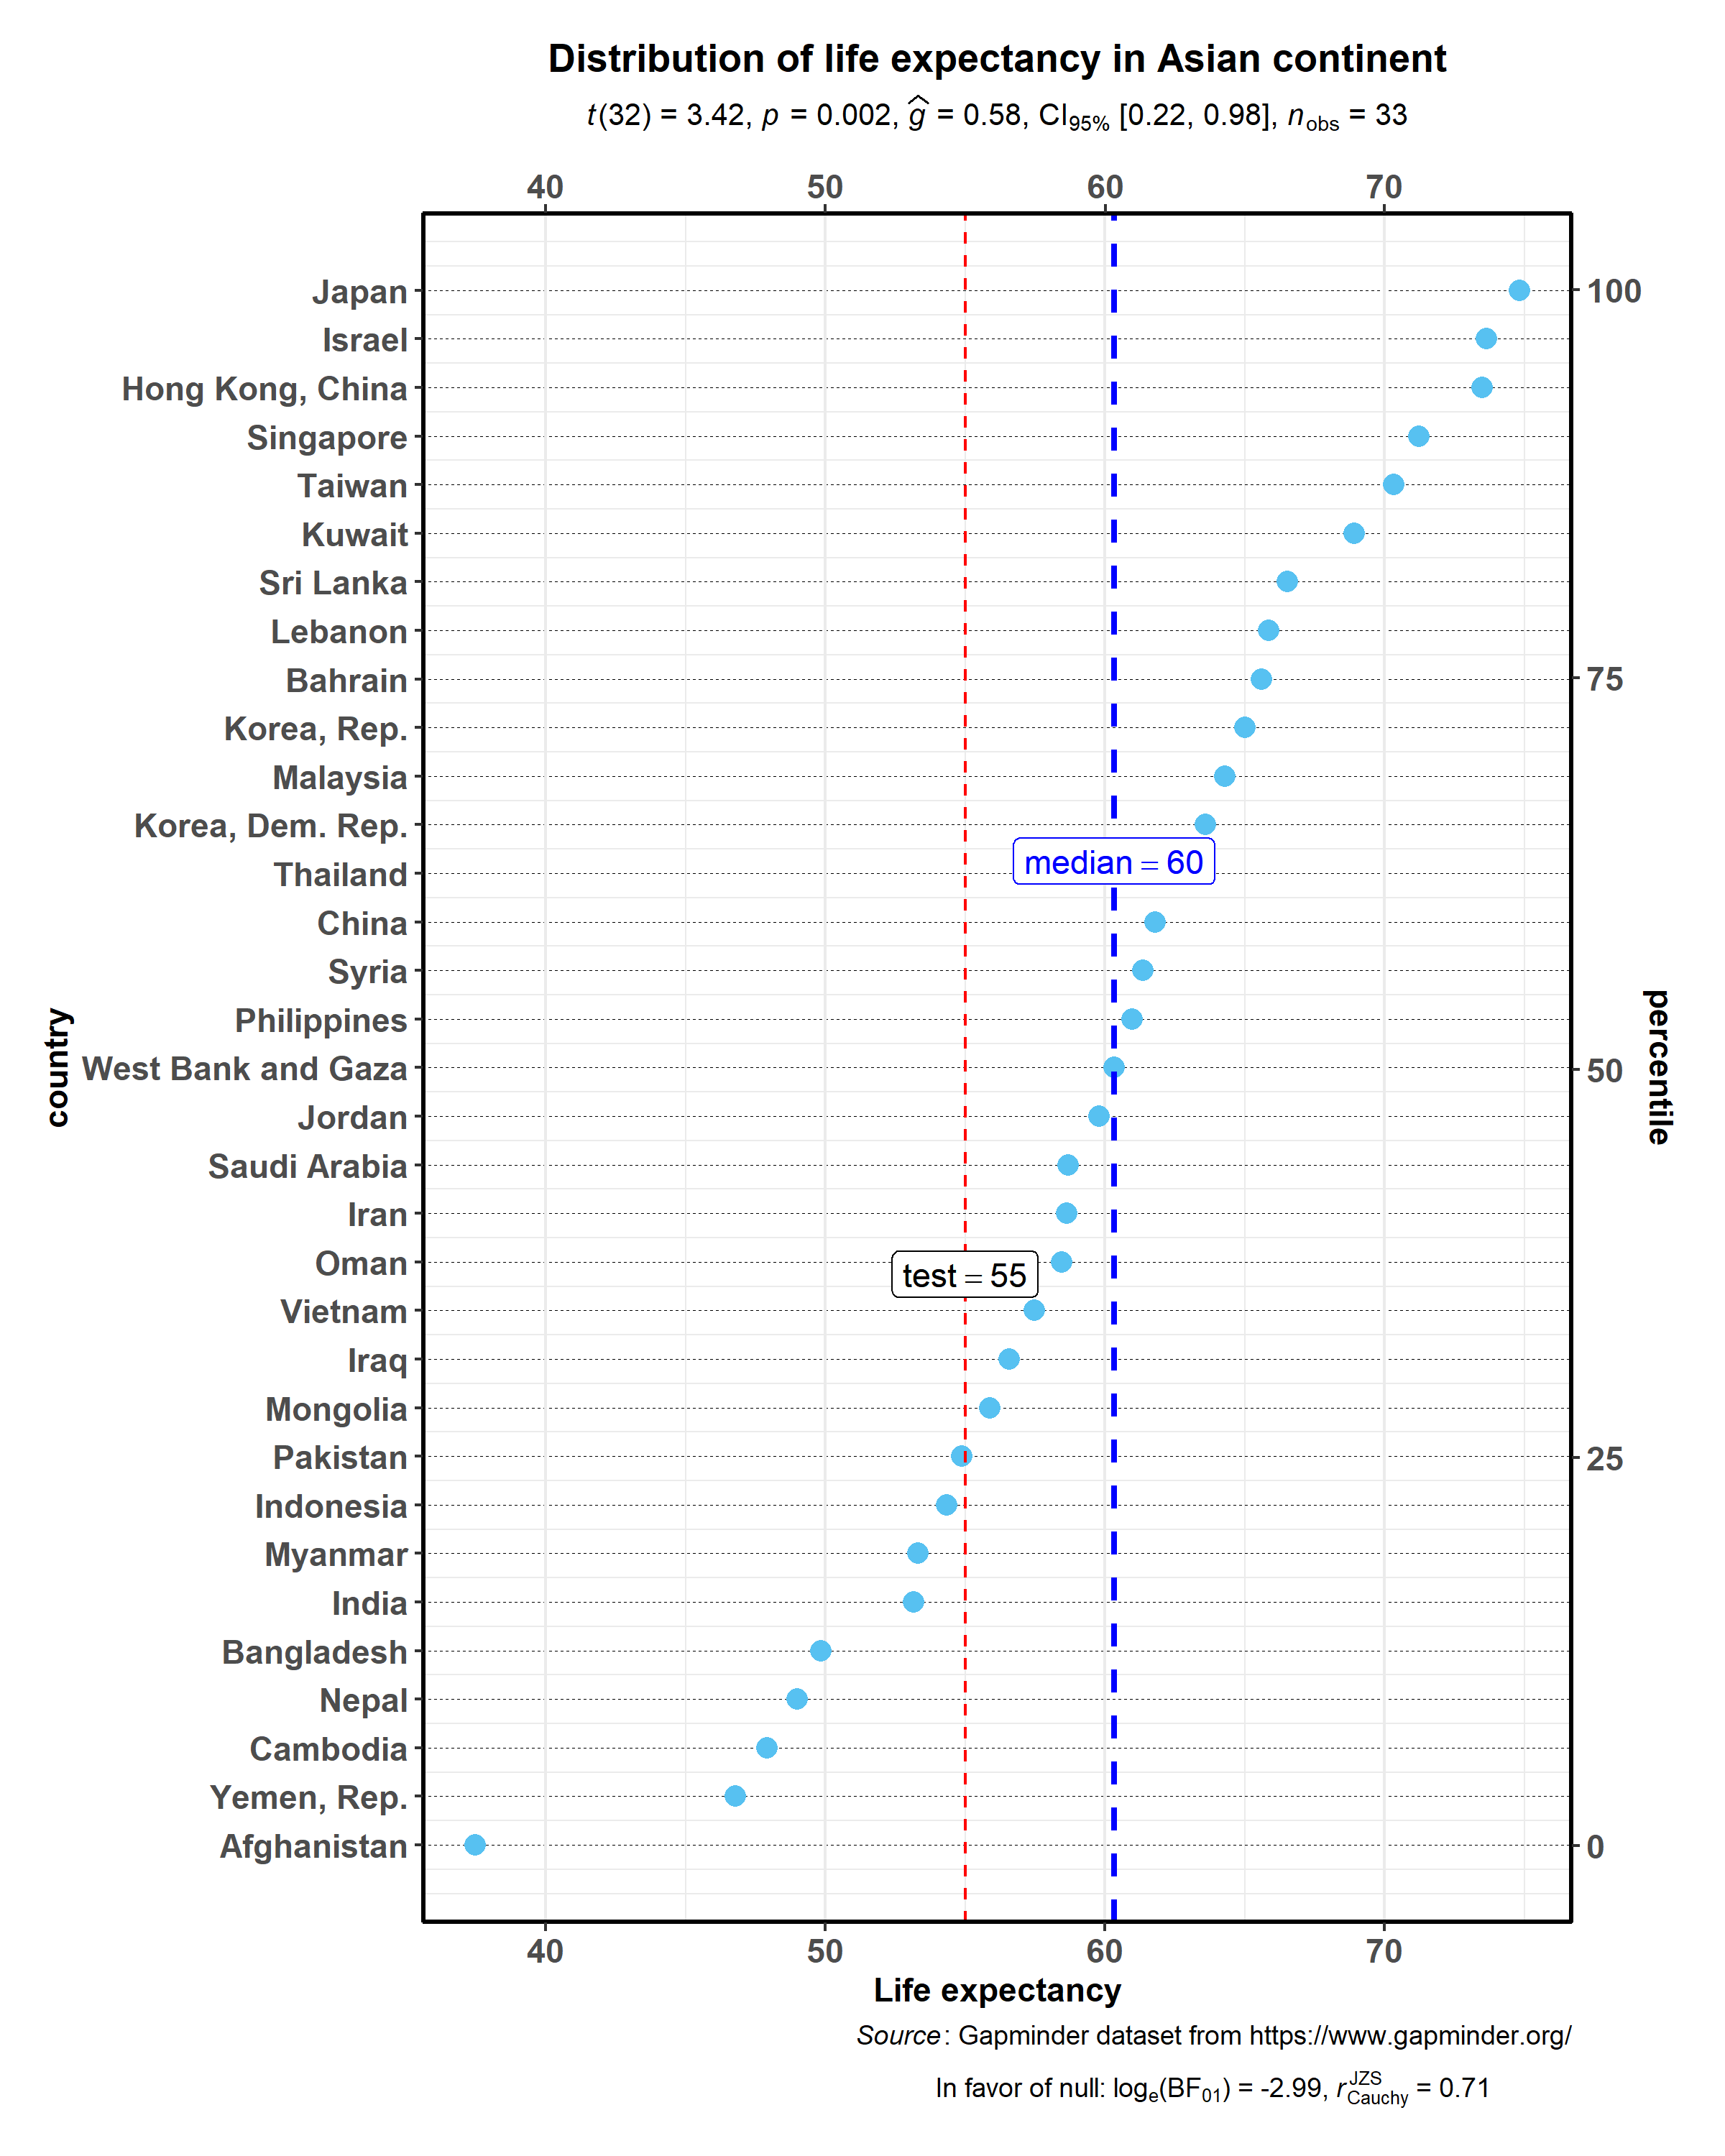 Distribution of life expectancy in Asian continent
t(32) = 3.42, p = 0.002, ĝ = 0.58, CI95% [0.22, 0.98], nobs = 33
40 50 60 70
Japan
100
Israel
Hong Kong, China
Singapore
Taiwan
Kuwait
Sri Lanka
Lebanon
Bahrain
75
Korea, Rep.
Malaysia
Korea, Dem. Rep.
median = 60
Thailand
China
Syria
Philippines
West Bank and Gaza
50
country
percentile
Jordan
Saudi Arabia
Iran
Oman
test = 55
Vietnam
Iraq
Mongolia
Pakistan
25
Indonesia
Myanmar
India
Bangladesh
Nepal
Cambodia
Yemen, Rep.
Afghanistan
0
40 50 60 70
Life expectancy
Source: Gapminder dataset from https://www.gapminder.org/
In favor of null: loge(BF01) = -2.99, rCauchyJZS = 0.71